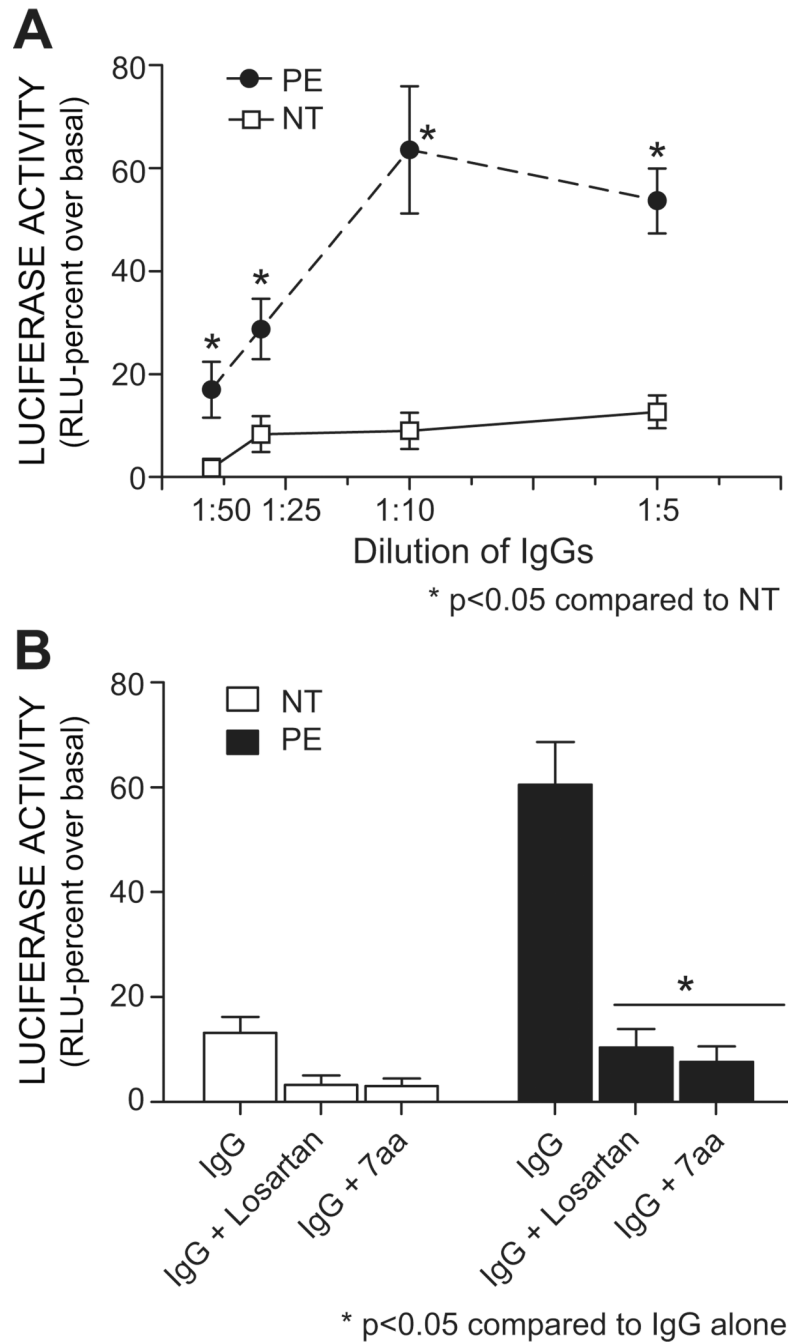 A
LUCIFERASE ACTIVITY
(RLU-percent over basal)
80
60
40
20
0
PE
NT
*
*
*
*
1:50 1:25 1:10 1:5
Dilution of IgGs
* p<0.05 compared to NT
B
LUCIFERASE ACTIVITY
(RLU-percent over basal)
80
60
40
20
0
NT
PE
*
IgG
IgG + Losartan
IgG + 7aa
IgG
IgG + Losartan
IgG + 7aa
* p<0.05 compared to IgG alone